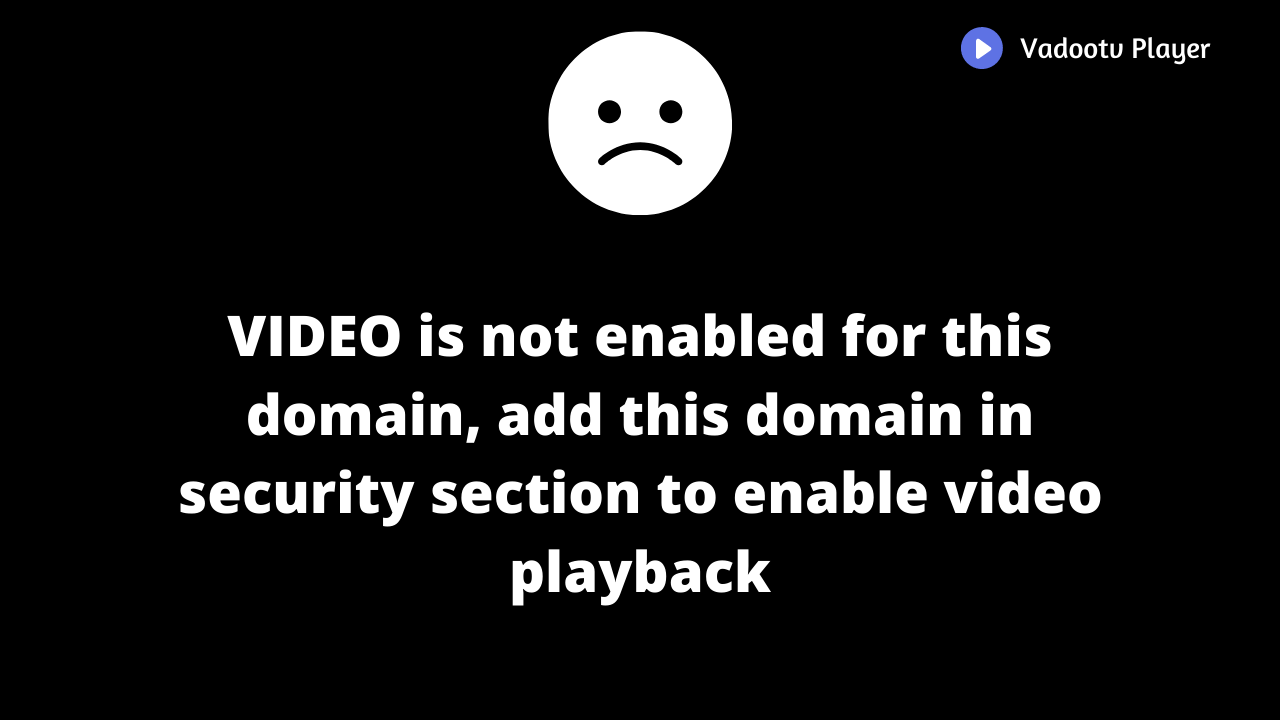 Vadootv Player
VIDEO is not enabled for this
domain, add this domain in
security section to enable video
playback